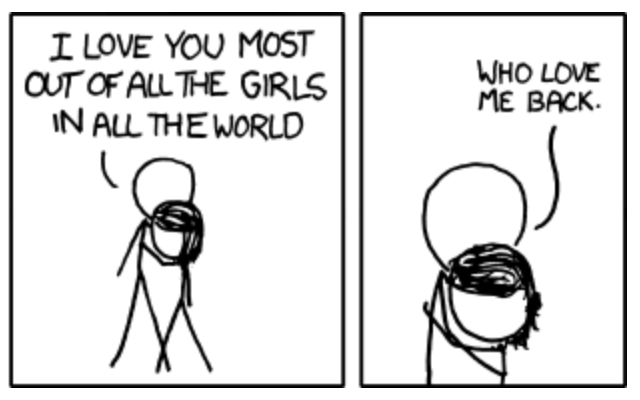 I LOVE YOU MOST
OUT OF ALL THE GIRLS
IN ALL THE WORLD
WHO LOVE
ME BACK.